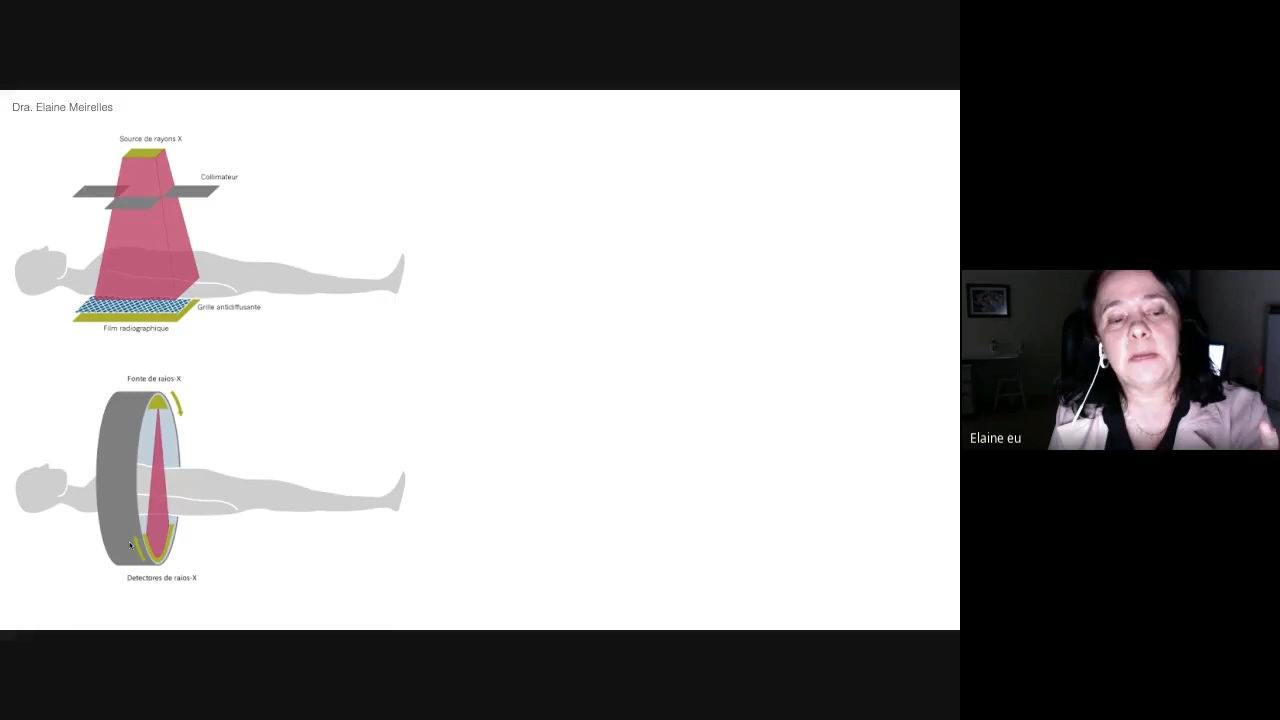 Dra. Elaine Meirelles
Source de rayons X
Collimateur
Grille antidiffusante
Film radiographique
Fonte de raios-X
Detectores de raios-X
Elaine eu